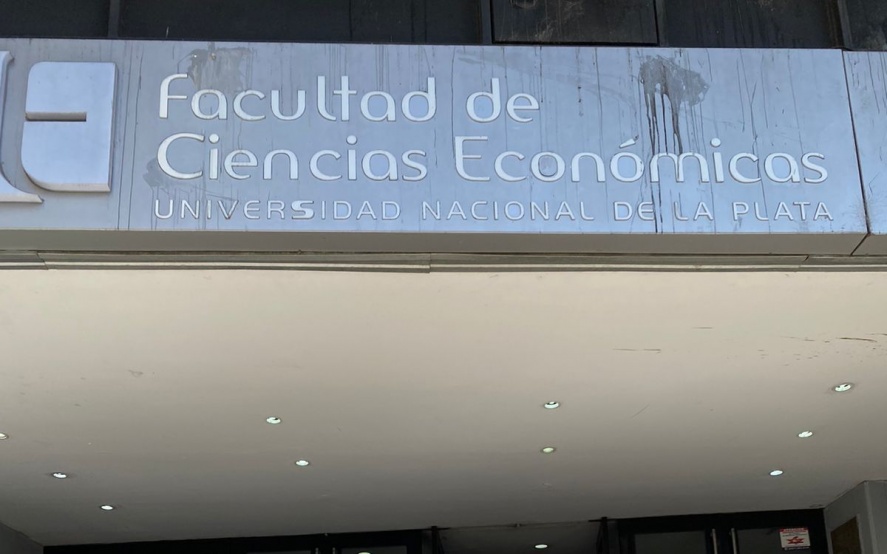 Facultad de
Ciencias Económicas
UNIVERSIDAD NACIONAL DE LA PLATA